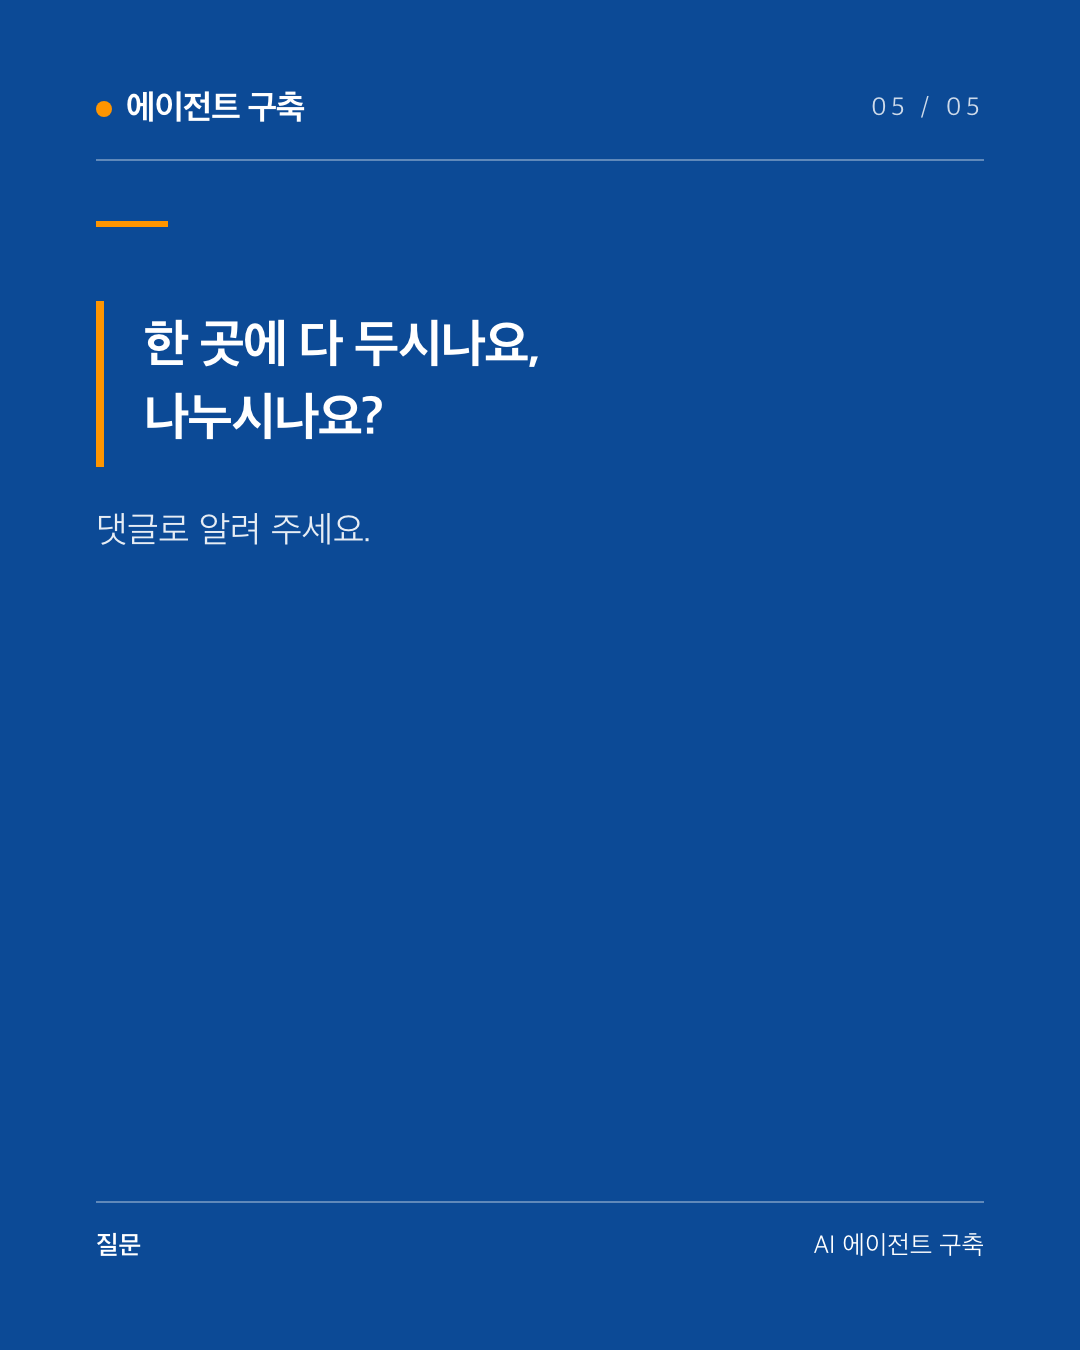 에이전트 구축
05 / 05
한 곳에 다 두시나요,
나누시나요?
댓글로 알려 주세요.
질문
AI 에이전트 구축